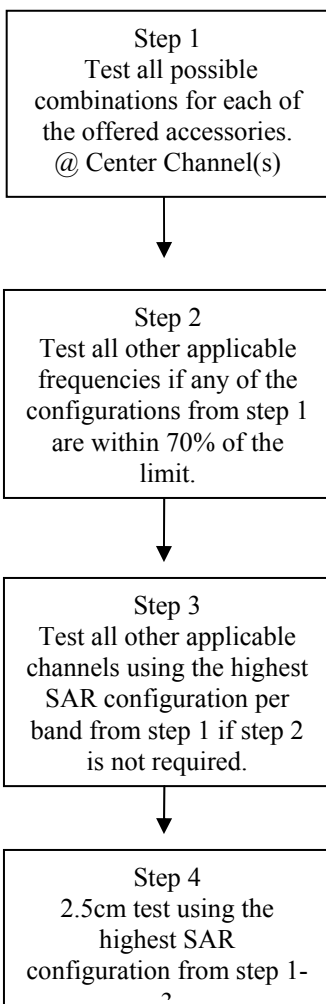 Step 1
Test all possible
combinations for each of
the offered accessories.
@ Center Channel(s)
Step 2
Test all other applicable
frequencies if any of the
configurations from step 1
are within 70% of the
limit.
Step 3
Test all other applicable
channels using the highest
SAR configuration per
band from step 1 if step 2
is not required.
Step 4
2.5cm test using the
highest SAR
configuration from step 1-